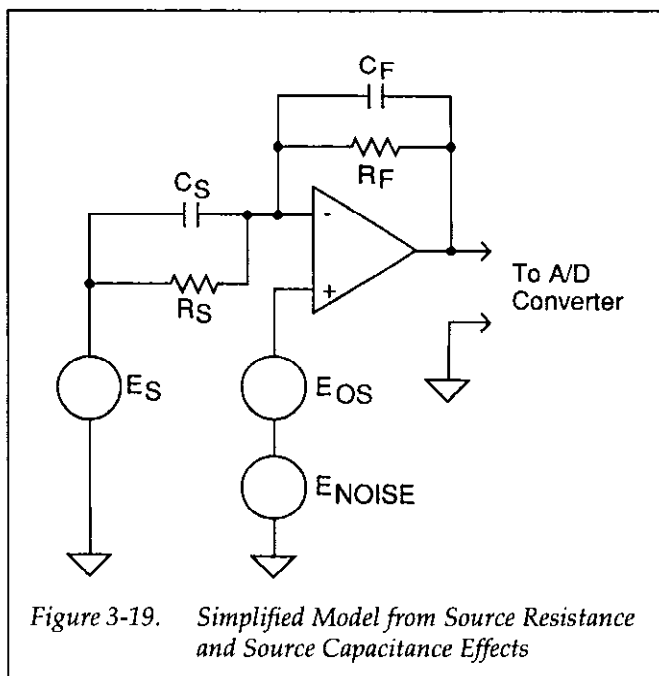 CF
RF
CS
RS
-
+
To A/D
Converter
ES
EOS
ENOISE
Figure 3-19. Simplified Model from Source Resistance
and Source Capacitance Effects